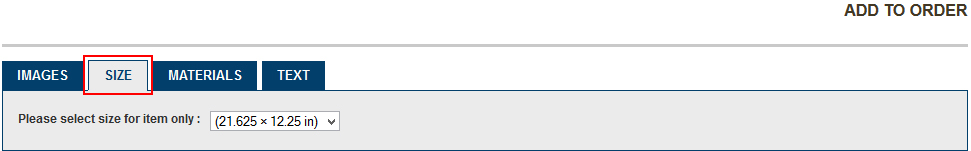 ADD TO ORDER
IMAGES SIZE MATERIALS TEXT
Please select size for item only : (21.625 × 12.25 in)